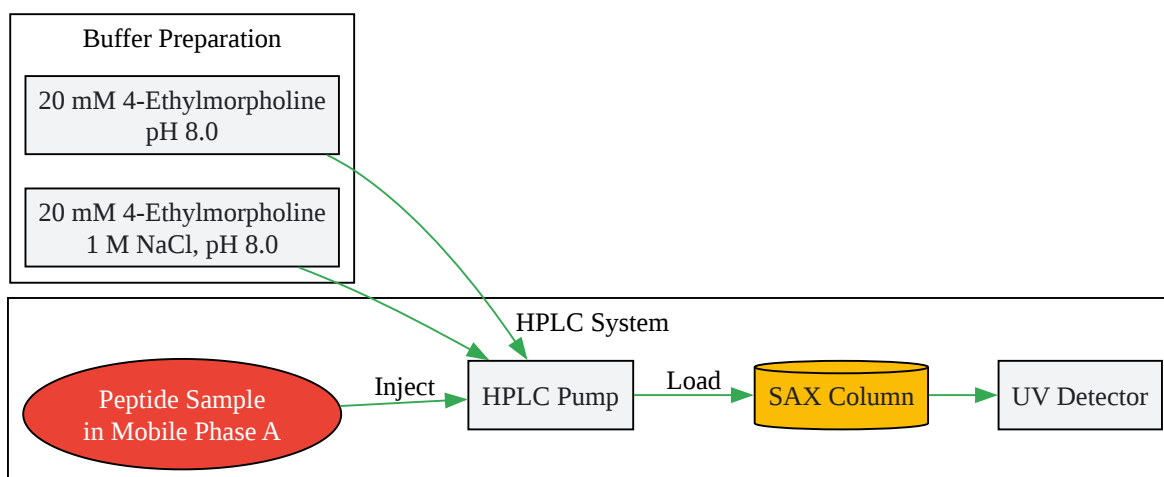 Buffer Preparation
20 mM 4-Ethylmorpholine
pH 8.0
20 mM 4-Ethylmorpholine
1 M NaCl, pH 8.0
HPLC System
Peptide Sample
in Mobile Phase A
Inject
HPLC Pump
Load
SAX Column
UV Detector